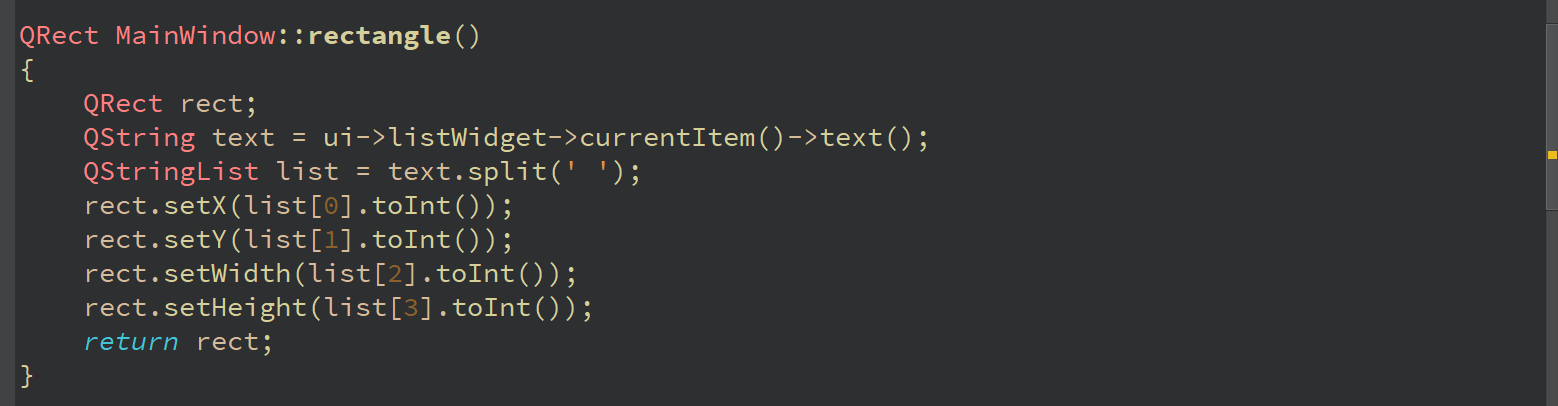 QRect MainWindow::rectangle()
{
    QRect rect;
    QString text = ui->listWidget->currentItem()->text();
    QStringList list = text.split(' ');
    rect.setX(list[0].toInt());
    rect.setY(list[1].toInt());
    rect.setWidth(list[2].toInt());
    rect.setHeight(list[3].toInt());
    return rect;
}